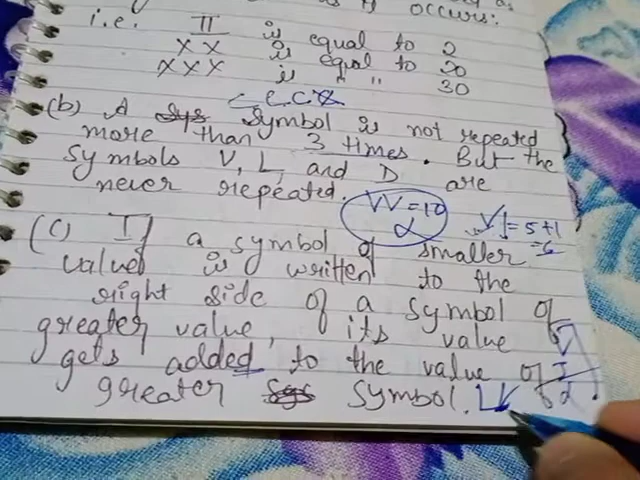 occurs:
i.e. II is equal to 2
XX is equal to 20
XXX is " " 30
(b) A symbol is not repeated
more than 3 times. But the
symbols V, L, and D are
never repeated.
VV=10
VI=5+1
=6
(c) If a symbol of smaller
value is written to the
right side of a symbol of
greater value, its value
gets added to the value of
greater symbol.